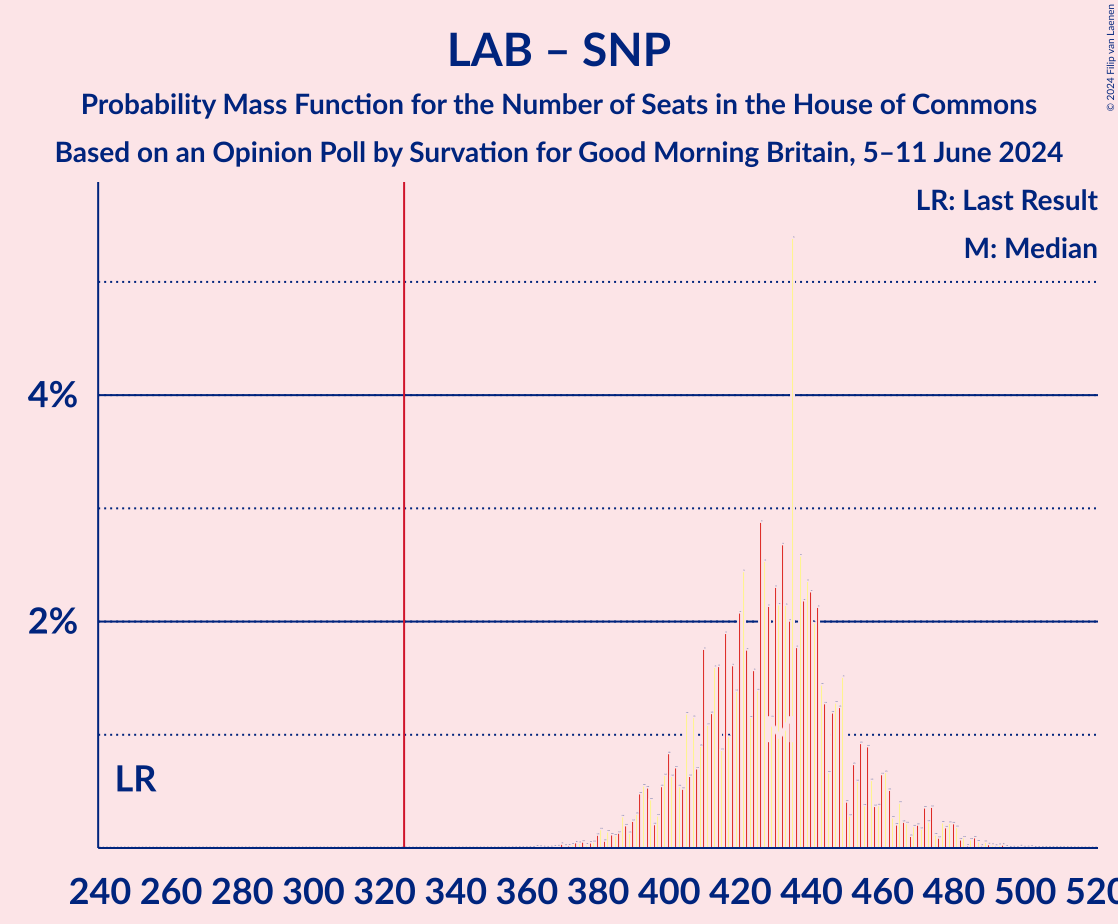 LAB – SNP
Probability Mass Function for the Number of Seats in the House of Commons
Based on an Opinion Poll by Survation for Good Morning Britain, 5–11 June 2024
© 2024 Filip van Laenen
LR: Last Result
M: Median
4%
2%
LR
M
240 260 280 300 320 340 360 380 400 420 440 460 480 500 520